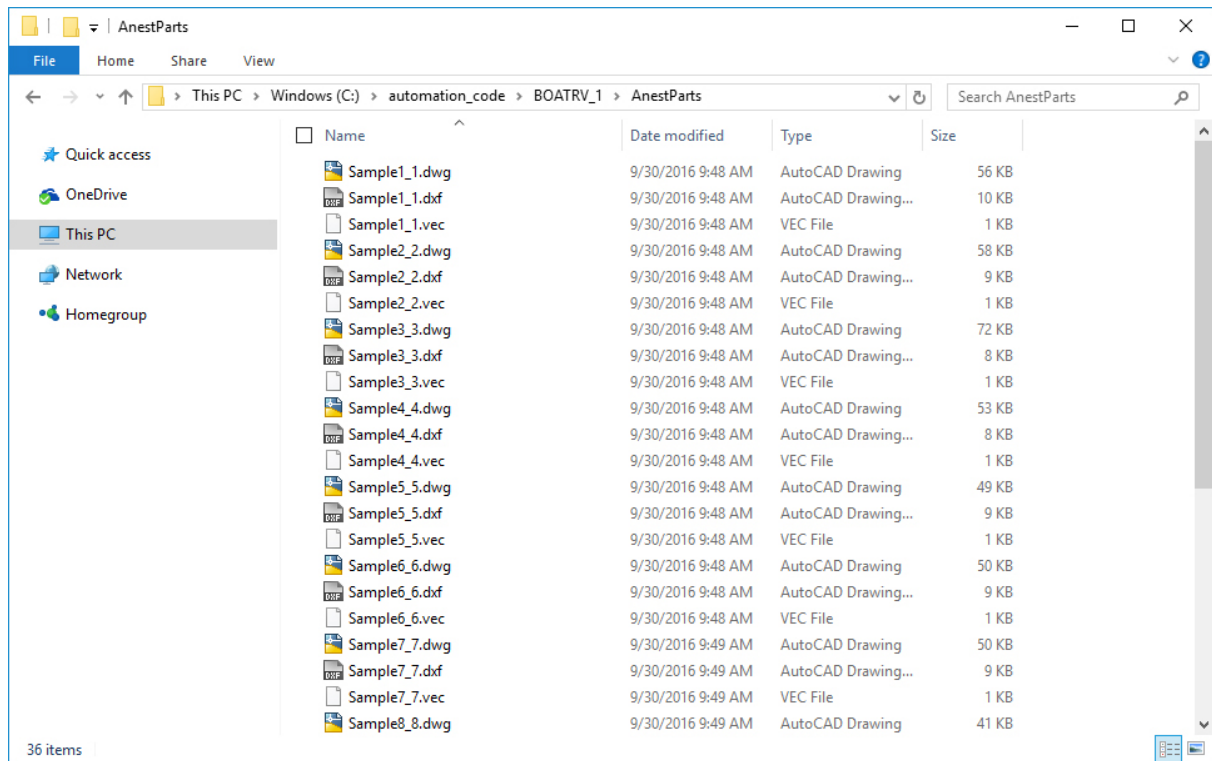 AnestParts
File Home Share View
This PC > Windows (C:) > automation_code > BOATRV_1 > AnestParts Search AnestParts
Quick access
OneDrive
This PC
Network
Homegroup
Name Date modified Type Size
Sample1_1.dwg 9/30/2016 9:48 AM AutoCAD Drawing 56 KB
DXF Sample1_1.dxf 9/30/2016 9:48 AM AutoCAD Drawing... 10 KB
Sample1_1.vec 9/30/2016 9:48 AM VEC File 1 KB
Sample2_2.dwg 9/30/2016 9:48 AM AutoCAD Drawing 58 KB
DXF Sample2_2.dxf 9/30/2016 9:48 AM AutoCAD Drawing... 9 KB
Sample2_2.vec 9/30/2016 9:48 AM VEC File 1 KB
Sample3_3.dwg 9/30/2016 9:48 AM AutoCAD Drawing 72 KB
DXF Sample3_3.dxf 9/30/2016 9:48 AM AutoCAD Drawing... 8 KB
Sample3_3.vec 9/30/2016 9:48 AM VEC File 1 KB
Sample4_4.dwg 9/30/2016 9:48 AM AutoCAD Drawing 53 KB
DXF Sample4_4.dxf 9/30/2016 9:48 AM AutoCAD Drawing... 8 KB
Sample4_4.vec 9/30/2016 9:48 AM VEC File 1 KB
Sample5_5.dwg 9/30/2016 9:48 AM AutoCAD Drawing 49 KB
DXF Sample5_5.dxf 9/30/2016 9:48 AM AutoCAD Drawing... 9 KB
Sample5_5.vec 9/30/2016 9:48 AM VEC File 1 KB
Sample6_6.dwg 9/30/2016 9:48 AM AutoCAD Drawing 50 KB
DXF Sample6_6.dxf 9/30/2016 9:48 AM AutoCAD Drawing... 9 KB
Sample6_6.vec 9/30/2016 9:48 AM VEC File 1 KB
Sample7_7.dwg 9/30/2016 9:49 AM AutoCAD Drawing 50 KB
DXF Sample7_7.dxf 9/30/2016 9:49 AM AutoCAD Drawing... 9 KB
Sample7_7.vec 9/30/2016 9:49 AM VEC File 1 KB
Sample8_8.dwg 9/30/2016 9:49 AM AutoCAD Drawing 41 KB
36 items